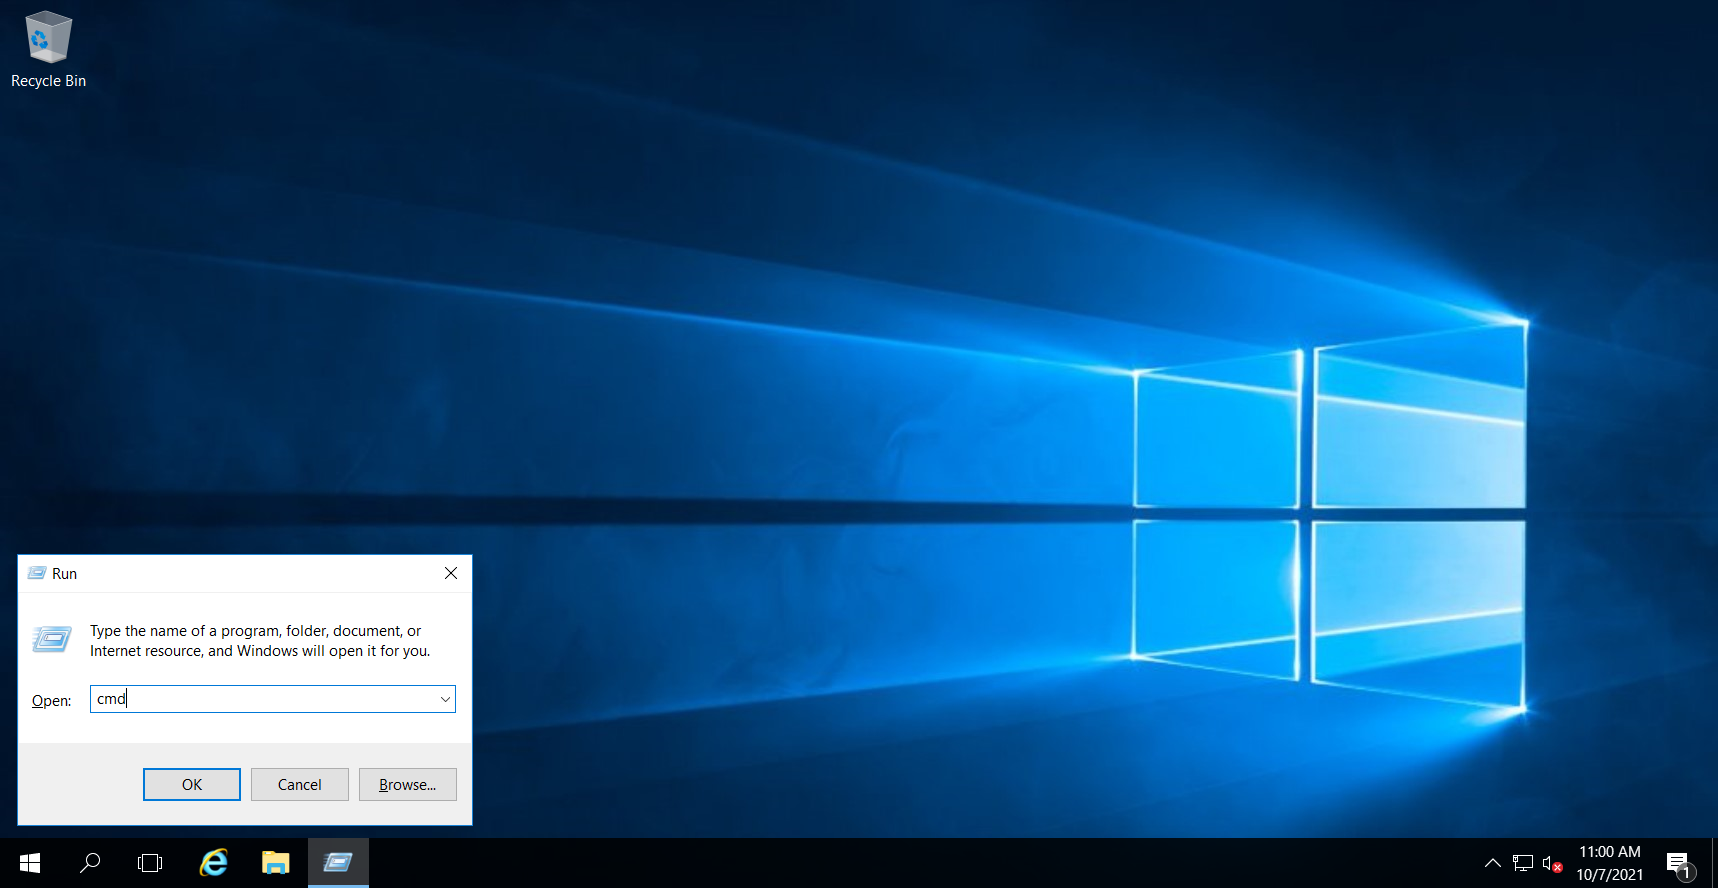 Recycle Bin
Run
Type the name of a program, folder, document, or
Internet resource, and Windows will open it for you.
Open:
cmd
OK
Cancel
Browse...
11:00 AM
10/7/2021
1